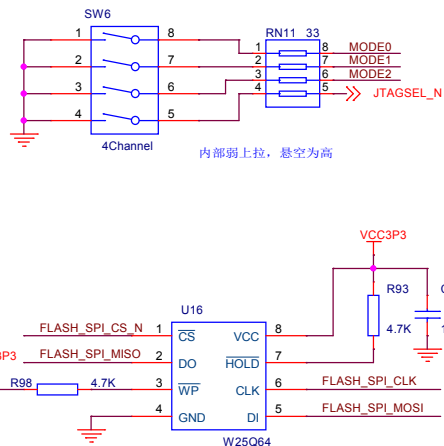 SW6
1 8
2 7
3 6
4 5
4Channel
RN11 33
1 8 MODE0
2 7 MODE1
3 6 MODE2
4 5 JTAGSEL_N
内部弱上拉，悬空为高
VCC3P3
R93
4.7K
U16
FLASH_SPI_CS_N 1 CS VCC 8
FLASH_SPI_MISO 2 DO HOLD 7
R98 4.7K 3 WP CLK 6 FLASH_SPI_CLK
4 GND DI 5 FLASH_SPI_MOSI
W25Q64